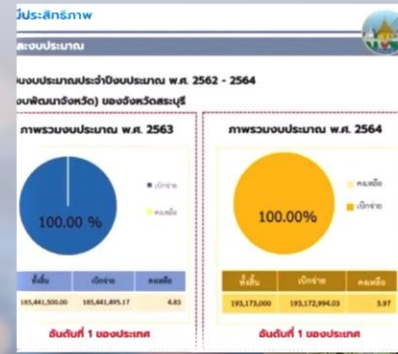 มีประสิทธิภาพ
ละงบประมาณ
งบประมาณประจำปีงบประมาณ พ.ศ. 2562 - 2564
งบพัฒนาจังหวัด) ของจังหวัดสระบุรี
ภาพรวมงบประมาณ พ.ศ. 2563
ภาพรวมงบประมาณ พ.ศ. 2564
เบิกจ่าย
คงเหลือ
100.00 %
คงเหลือ
เบิกจ่าย
100.00%
ทั้งสิ้น เบิกจ่าย คงเหลือ
185,441,500.00 185,441,495.17 4.83
ทั้งสิ้น เบิกจ่าย คงเหลือ
193,173,000 193,172,994.03 5.97
อันดับที่ 1 ของประเทศ
อันดับที่ 1 ของประเทศ